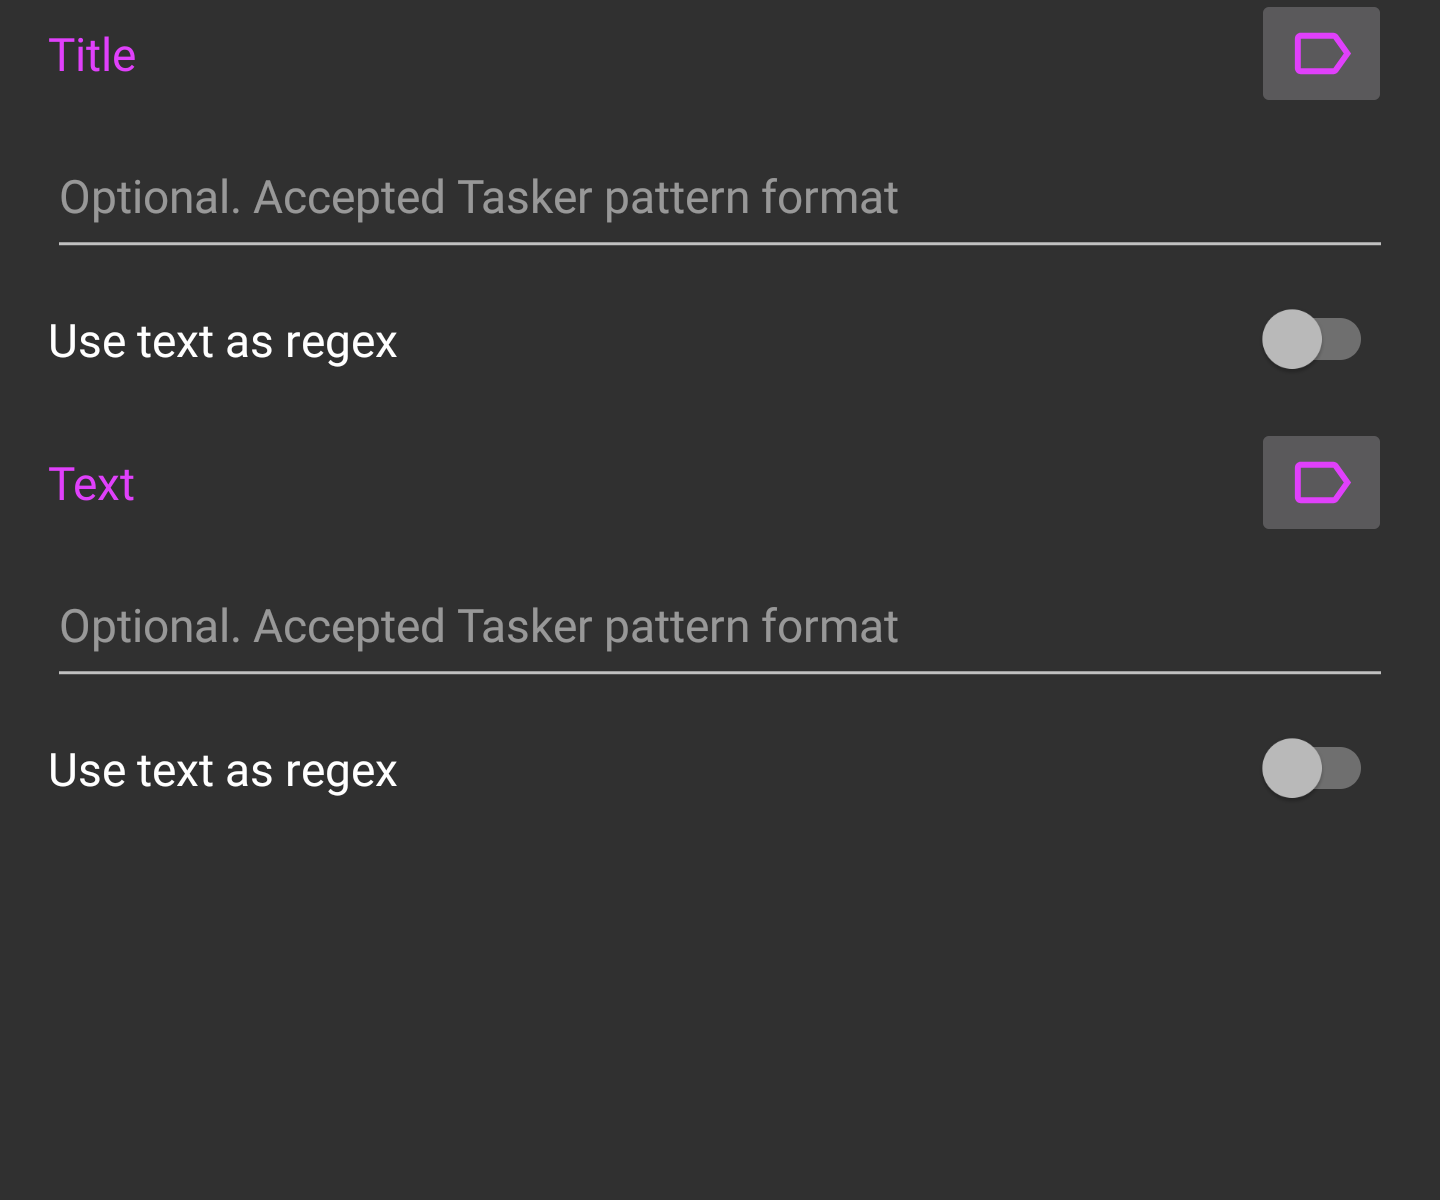 Title
Optional. Accepted Tasker pattern format
Use text as regex
Text
Optional. Accepted Tasker pattern format
Use text as regex